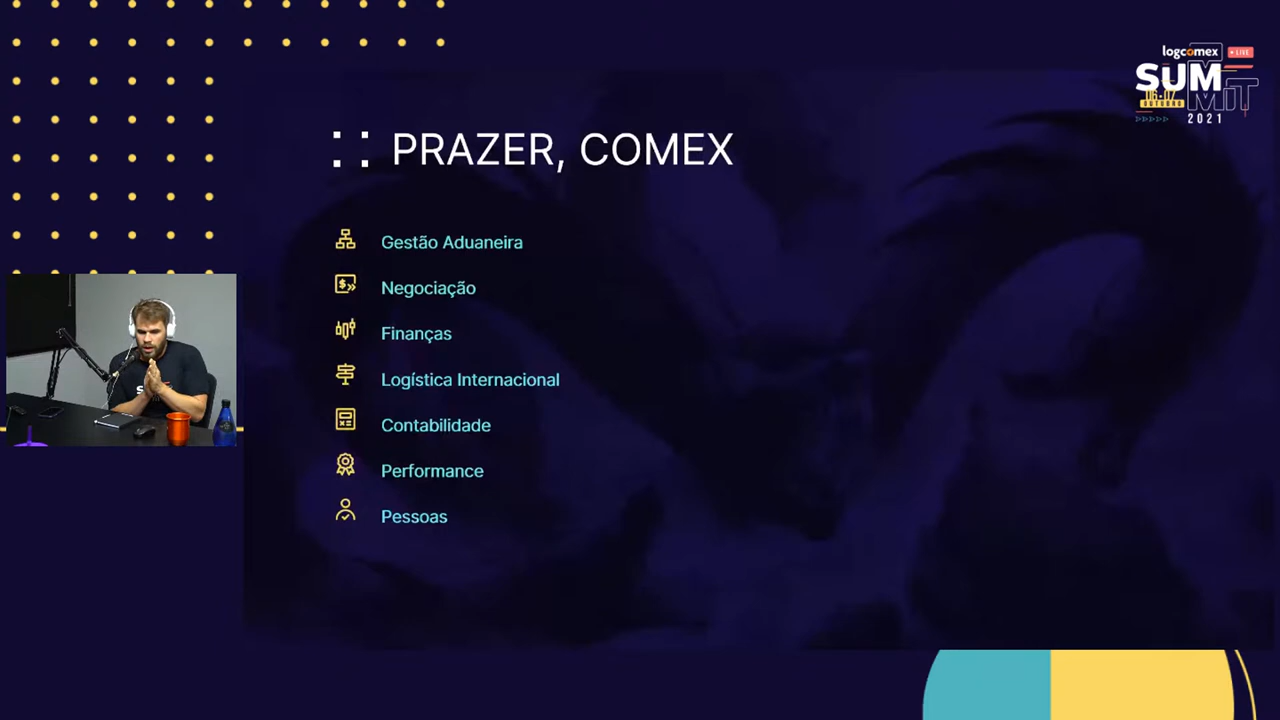 logcomex LIVE
SUM
MIT
06.07
OUTUBRO
2021
PRAZER, COMEX
Gestão Aduaneira
Negociação
Finanças
Logística Internacional
Contabilidade
Performance
Pessoas